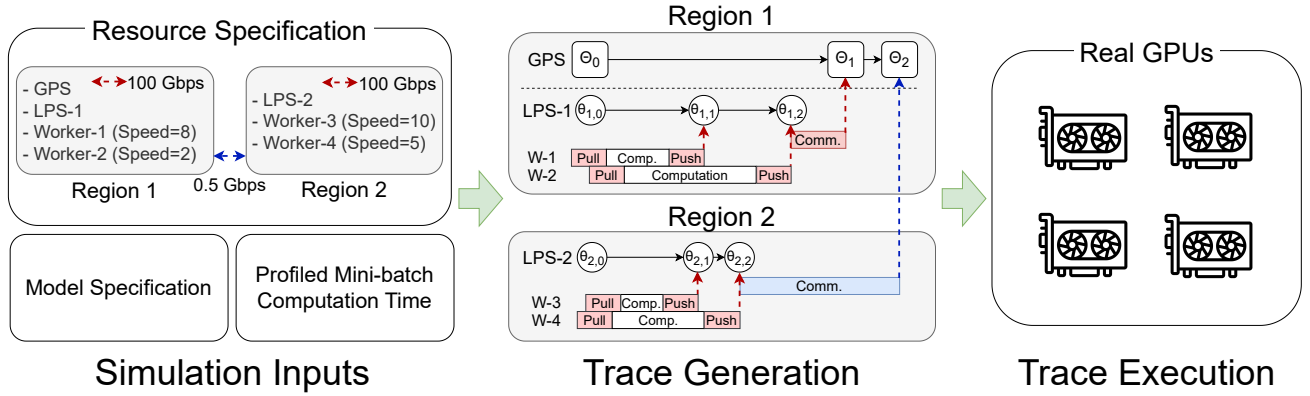 Resource Specification
100 Gbps
- GPS
- LPS-1
- Worker-1 (Speed=8)
- Worker-2 (Speed=2)
Region 1
0.5 Gbps
100 Gbps
- LPS-2
- Worker-3 (Speed=10)
- Worker-4 (Speed=5)
Region 2
Model Specification
Profiled Mini-batch
Computation Time
Simulation Inputs
Region 1
GPS Θ0 Θ1 Θ2
LPS-1 θ1,0 θ1,1 θ1,2
Comm.
W-1 Pull Comp. Push
W-2 Pull Computation Push
Region 2
LPS-2 θ2,0 θ2,1 θ2,2
Comm.
W-3 Pull Comp. Push
W-4 Pull Comp. Push
Trace Generation
Real GPUs
Trace Execution